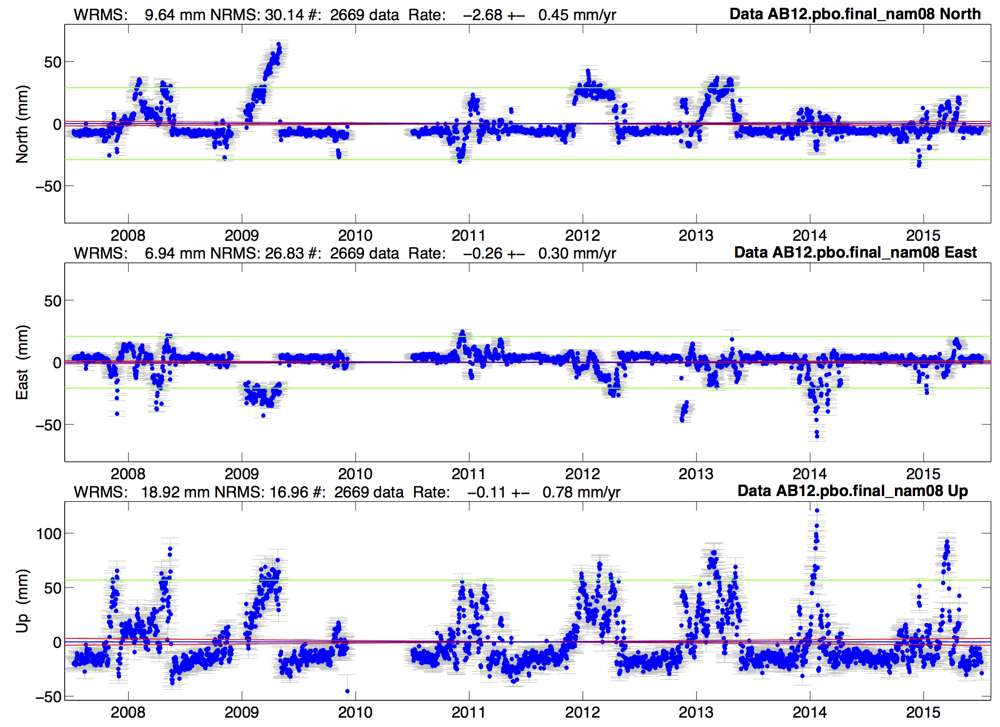 WRMS: 9.64 mm NRMS: 30.14 #: 2669 data Rate: −2.68 +− 0.45 mm/yr Data AB12.pbo.final_nam08 North
North (mm)
50
0
−50
2008 2009 2010 2011 2012 2013 2014 2015
WRMS: 6.94 mm NRMS: 26.83 #: 2669 data Rate: −0.26 +− 0.30 mm/yr Data AB12.pbo.final_nam08 East
East (mm)
50
0
−50
2008 2009 2010 2011 2012 2013 2014 2015
WRMS: 18.92 mm NRMS: 16.96 #: 2669 data Rate: −0.11 +− 0.78 mm/yr Data AB12.pbo.final_nam08 Up
Up (mm)
100
50
0
−50
2008 2009 2010 2011 2012 2013 2014 2015